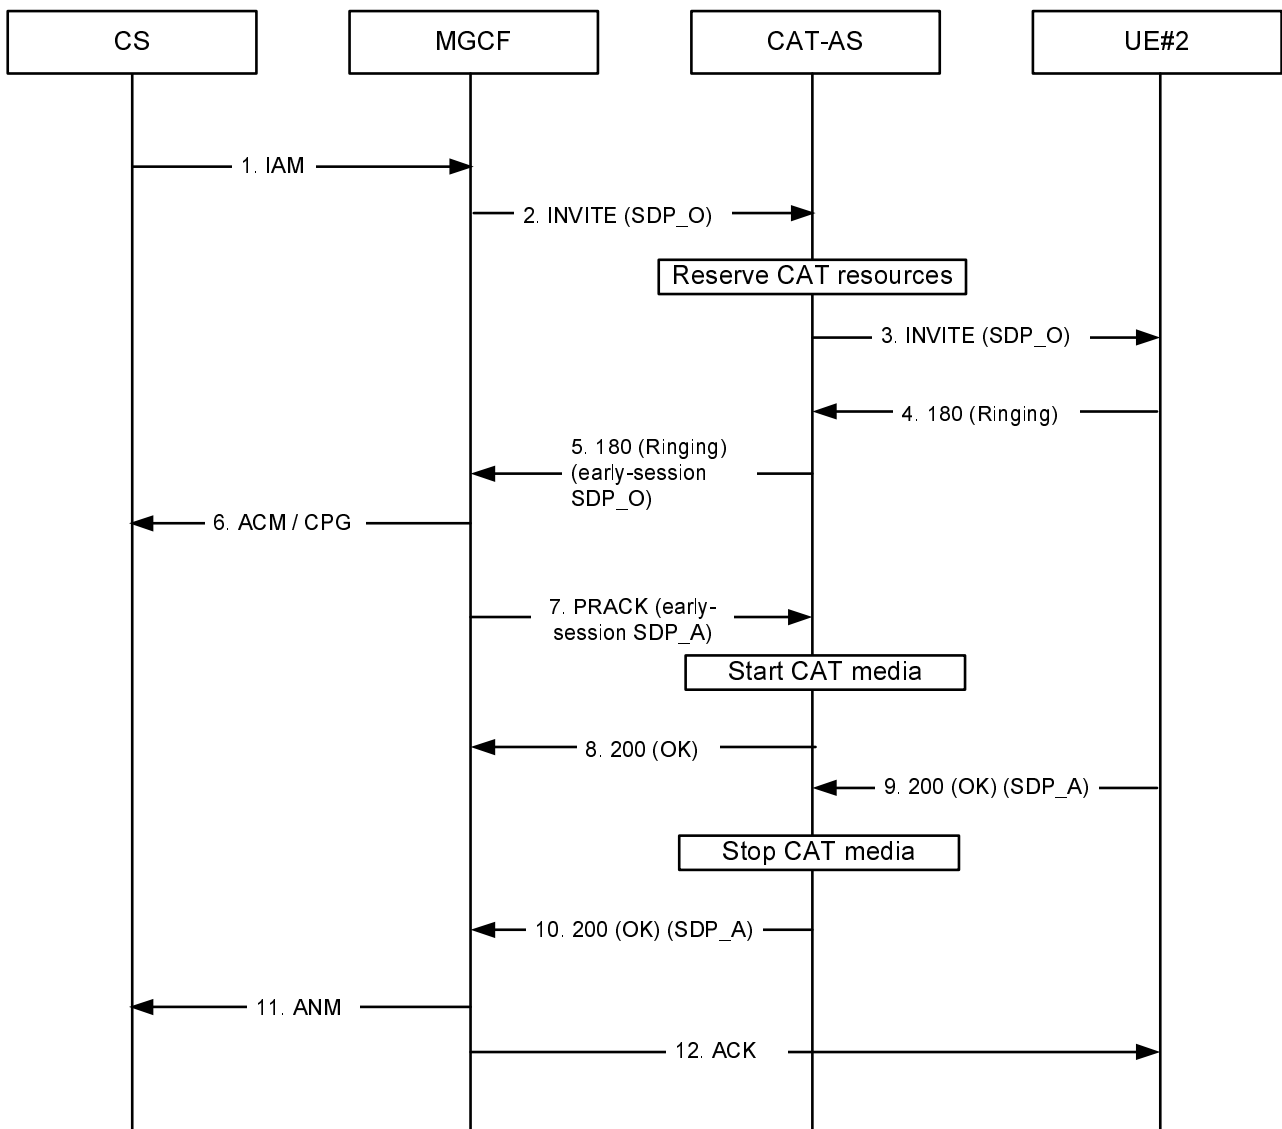 CS
MGCF
CAT-AS
UE#2
1. IAM
2. INVITE (SDP_O)
Reserve CAT resources
3. INVITE (SDP_O)
4. 180 (Ringing)
5. 180 (Ringing)
(early-session
SDP_O)
6. ACM / CPG
7. PRACK (early-
session SDP_A)
Start CAT media
8. 200 (OK)
9. 200 (OK) (SDP_A)
Stop CAT media
10. 200 (OK) (SDP_A)
11. ANM
12. ACK